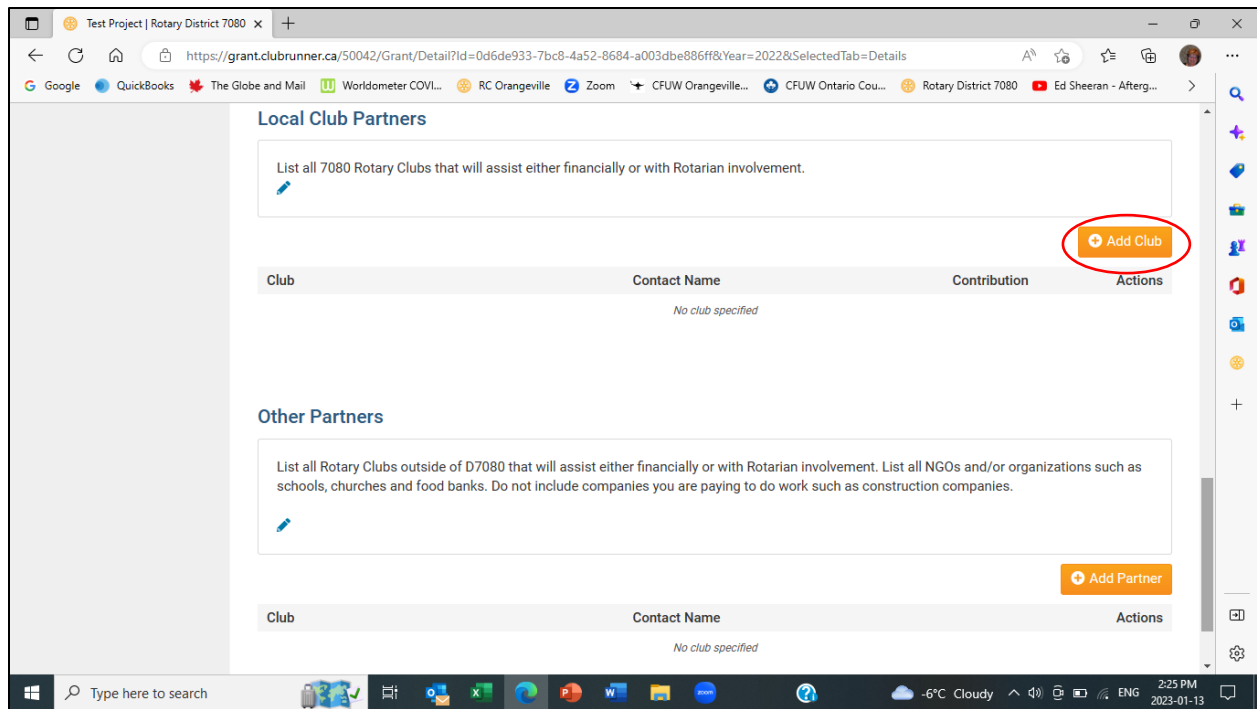 Test Project | Rotary District 7080
https://grant.clubrunner.ca/50042/Grant/Detail?Id=0d6de933-7bc8-4a52-8684-a003dbe886ff&Year=2022&SelectedTab=Details
Google QuickBooks The Globe and Mail Worldometer COVI... RC Orangeville Zoom CFUW Orangeville... CFUW Ontario Cou... Rotary District 7080 Ed Sheeran - Afterg...
Local Club Partners
List all 7080 Rotary Clubs that will assist either financially or with Rotarian involvement.
Add Club
Club Contact Name Contribution Actions
No club specified
Other Partners
List all Rotary Clubs outside of D7080 that will assist either financially or with Rotarian involvement. List all NGOs and/or organizations such as
schools, churches and food banks. Do not include companies you are paying to do work such as construction companies.
Add Partner
Club Contact Name Actions
No club specified
Type here to search
-6°C Cloudy ENG
2:25 PM
2023-01-13